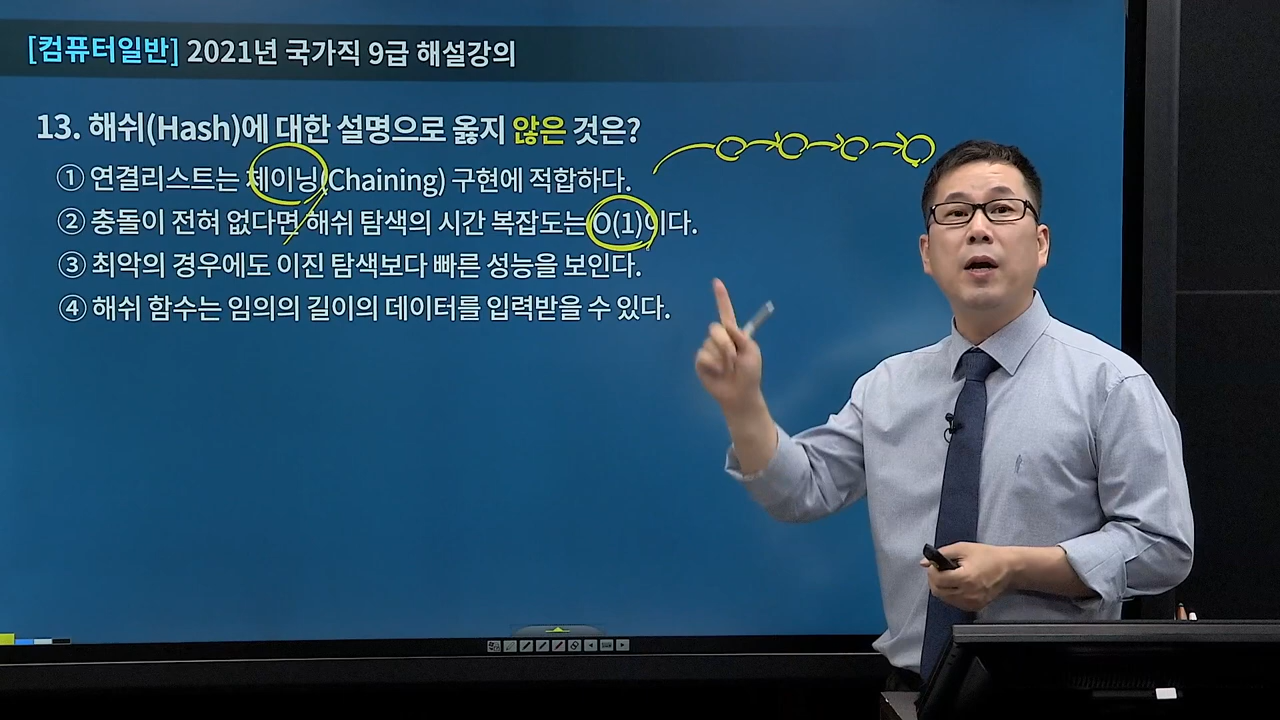 [컴퓨터일반] 2021년 국가직 9급 해설강의
13. 해쉬(Hash)에 대한 설명으로 옳지 않은 것은?
① 연결리스트는 체이닝(Chaining) 구현에 적합하다.
② 충돌이 전혀 없다면 해쉬 탐색의 시간 복잡도는 O(1)이다.
③ 최악의 경우에도 이진 탐색보다 빠른 성능을 보인다.
④ 해쉬 함수는 임의의 길이의 데이터를 입력받을 수 있다.